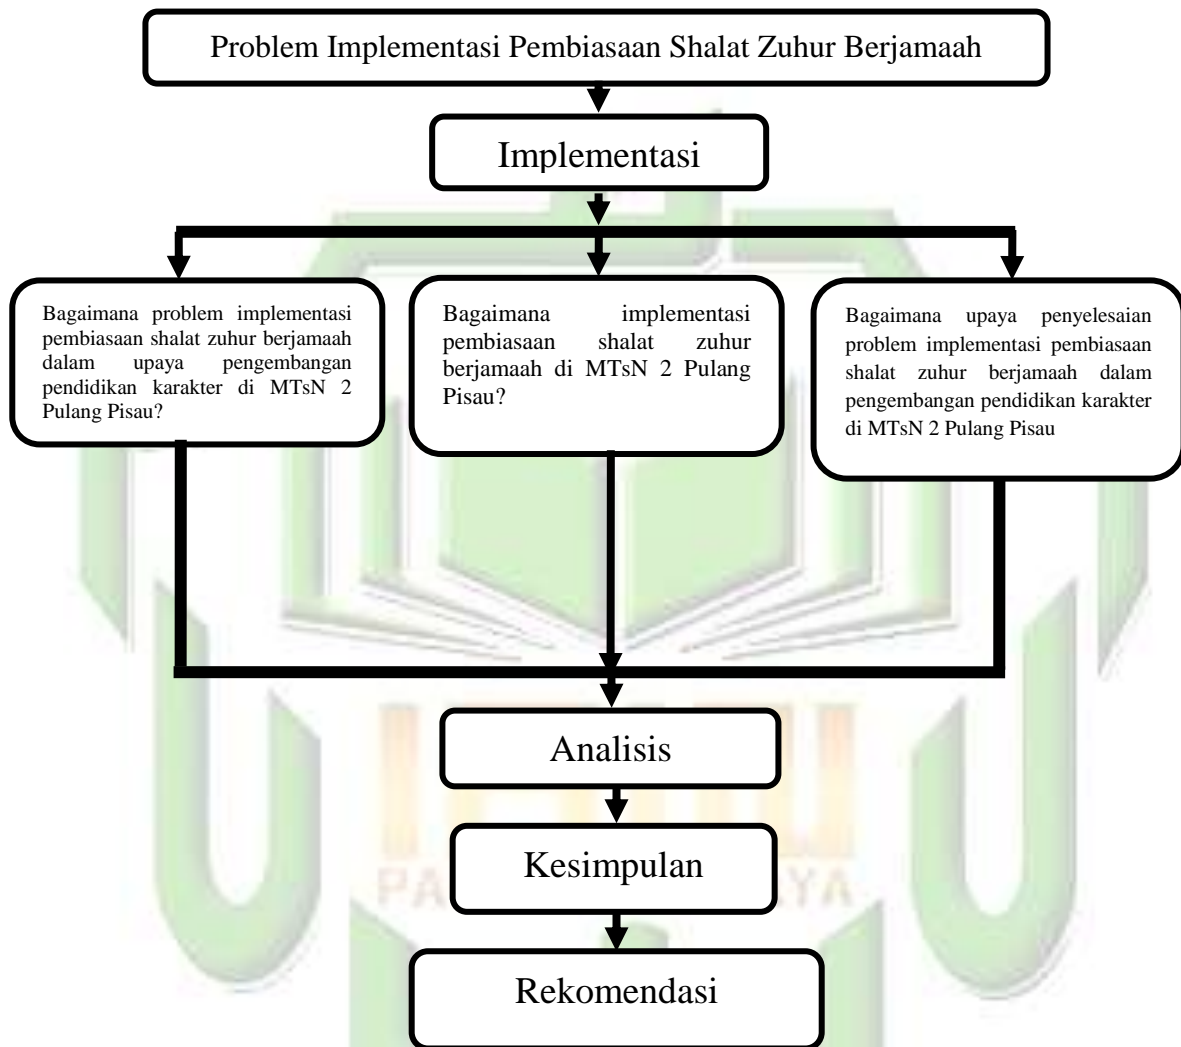 Problem Implementasi Pembiasaan Shalat Zuhur Berjamaah
Implementasi
Bagaimana problem implementasi
pembiasaan shalat zuhur berjamaah
dalam upaya pengembangan
pendidikan karakter di MTsN 2
Pulang Pisau?
Bagaimana implementasi
pembiasaan shalat zuhur
berjamaah di MTsN 2 Pulang
Pisau?
Bagaimana upaya penyelesaian
problem implementasi pembiasaan
shalat zuhur berjamaah dalam
pengembangan pendidikan karakter
di MTsN 2 Pulang Pisau
Analisis
Kesimpulan
Rekomendasi